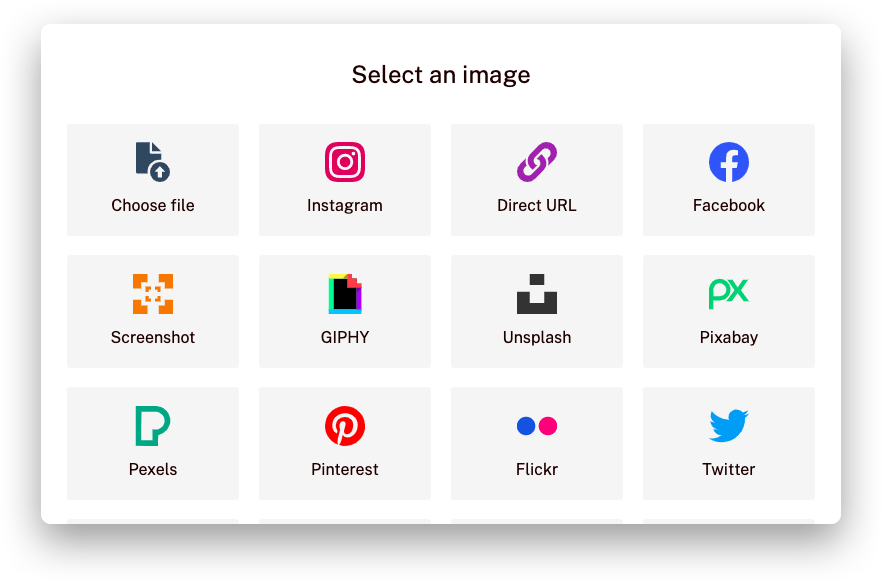 Select an image
Choose file
Instagram
Direct URL
Facebook
Screenshot
GIPHY
Unsplash
Pixabay
Pexels
Pinterest
Flickr
Twitter